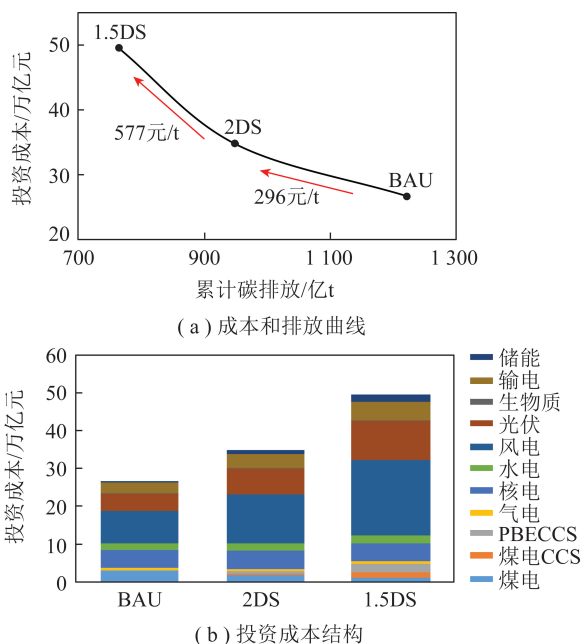 1.5DS
50
577元/t
40
2DS
30
296元/t
BAU
20
投资成本/万亿元
700 900 1 100 1 300
累计碳排放/亿t
( a ) 成本和排放曲线
60
50
40
30
20
10
0
投资成本/万亿元
BAU 2DS 1.5DS
储能
输电
生物质
光伏
风电
水电
核电
气电
PBECCS
煤电CCS
煤电
( b ) 投资成本结构